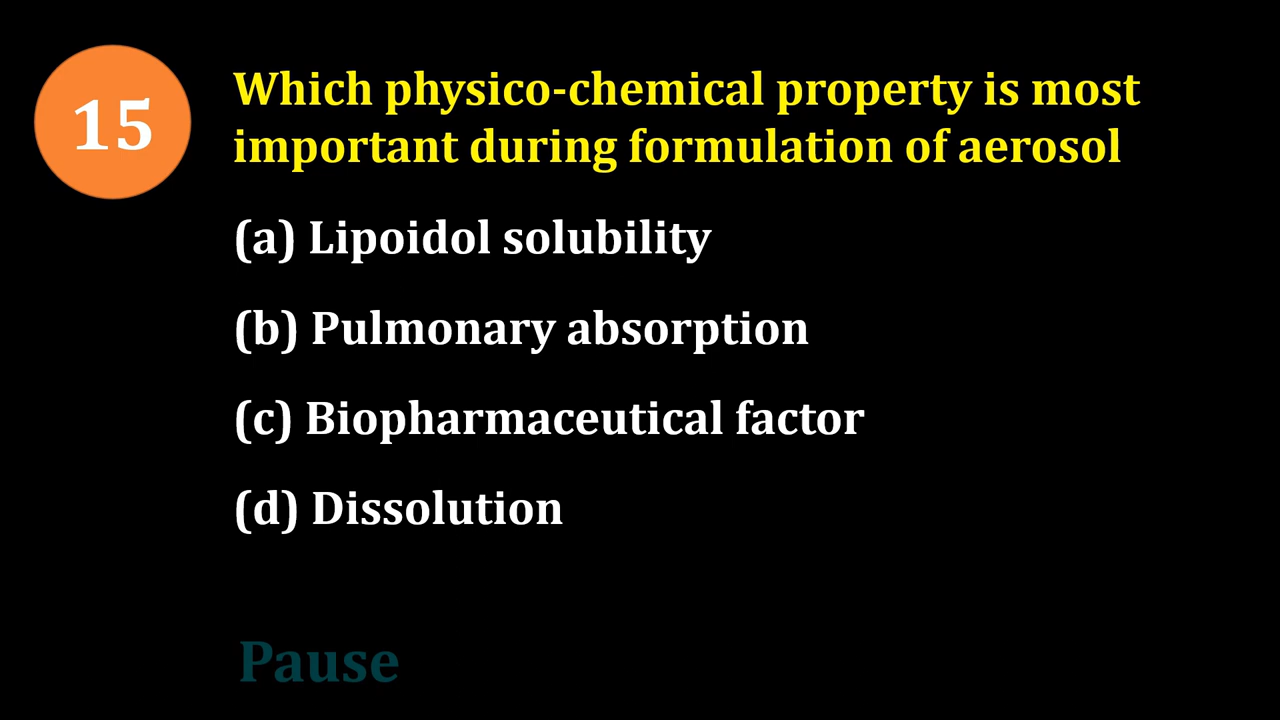 15
Which physico-chemical property is most
important during formulation of aerosol
(a) Lipoidol solubility
(b) Pulmonary absorption
(c) Biopharmaceutical factor
(d) Dissolution
Pause